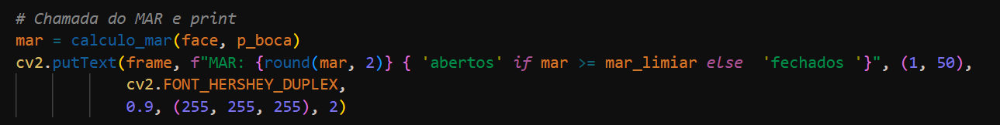 # Chamada do MAR e print
mar = calculo_mar(face, p_boca)
cv2.putText(frame, f"MAR: {round(mar, 2)} { 'abertos' if mar >= mar_limiar else  'fechados '}", (1, 50),
cv2.FONT_HERSHEY_DUPLEX,
0.9, (255, 255, 255), 2)